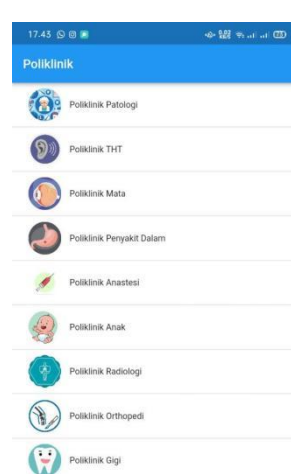 17.43
Poliklinik
Poliklinik Patologi
Poliklinik THT
Poliklinik Mata
Poliklinik Penyakit Dalam
Poliklinik Anastesi
Poliklinik Anak
Poliklinik Radiologi
Poliklinik Orthopedi
Poliklinik Gigi